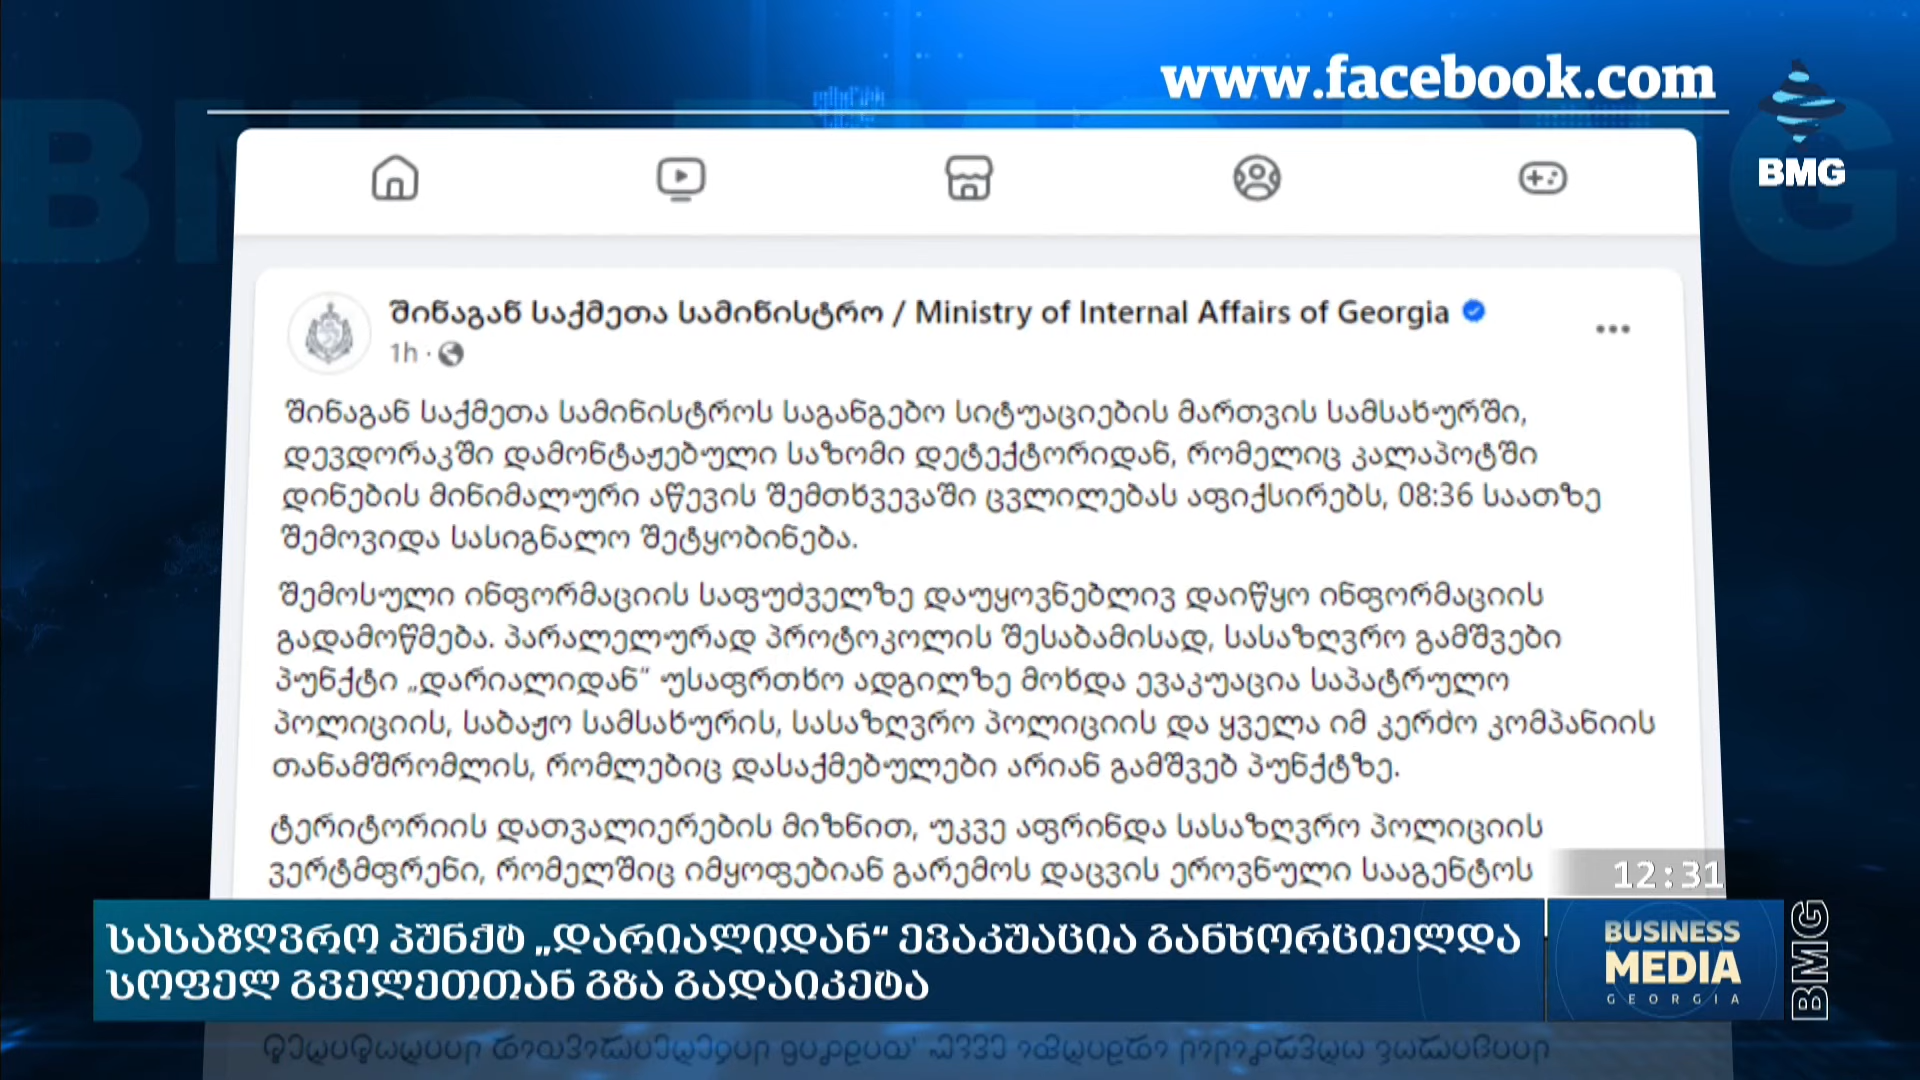 www.facebook.com
BMG
შინაგან საქმეთა სამინისტრო / Ministry of Internal Affairs of Georgia
1h ·
შინაგან საქმეთა სამინისტროს საგანგებო სიტუაციების მართვის სამსახურში,
დევდორაკში დამონტაჟებული საზომი დეტექტორიდან, რომელიც კალაპოტში
დინების მინიმალური აწევის შემთხვევაში ცვლილებას აფიქსირებს, 08:36 საათზე
შემოვიდა სასიგნალო შეტყობინება.
შემოსული ინფორმაციის საფუძველზე დაუყოვნებლივ დაიწყო ინფორმაციის
გადამოწმება. პარალელურად პროტოკოლის შესაბამისად, სასაზღვრო გამშვები
პუნქტი „დარიალიდან“ უსაფრთხო ადგილზე მოხდა ევაკუაცია საპატრულო
პოლიციის, საბაჟო სამსახურის, სასაზღვრო პოლიციის და ყველა იმ კერძო კომპანიის
თანამშრომლის, რომლებიც დასაქმებულები არიან გამშვებ პუნქტზე.
ტერიტორიის დათვალიერების მიზნით, უკვე აფრინდა სასაზღვრო პოლიციის
ვერტმფრენი, რომელშიც იმყოფებიან გარემოს დაცვის ეროვნული სააგენტოს
12:31
სასაზღვრო პუნქტ „დარიალიდან“ ევაკუაცია განხორციელდა
სოფელ გველეთთან გზა გადაიკეტა
BUSINESS
MEDIA
GEORGIA
BMG